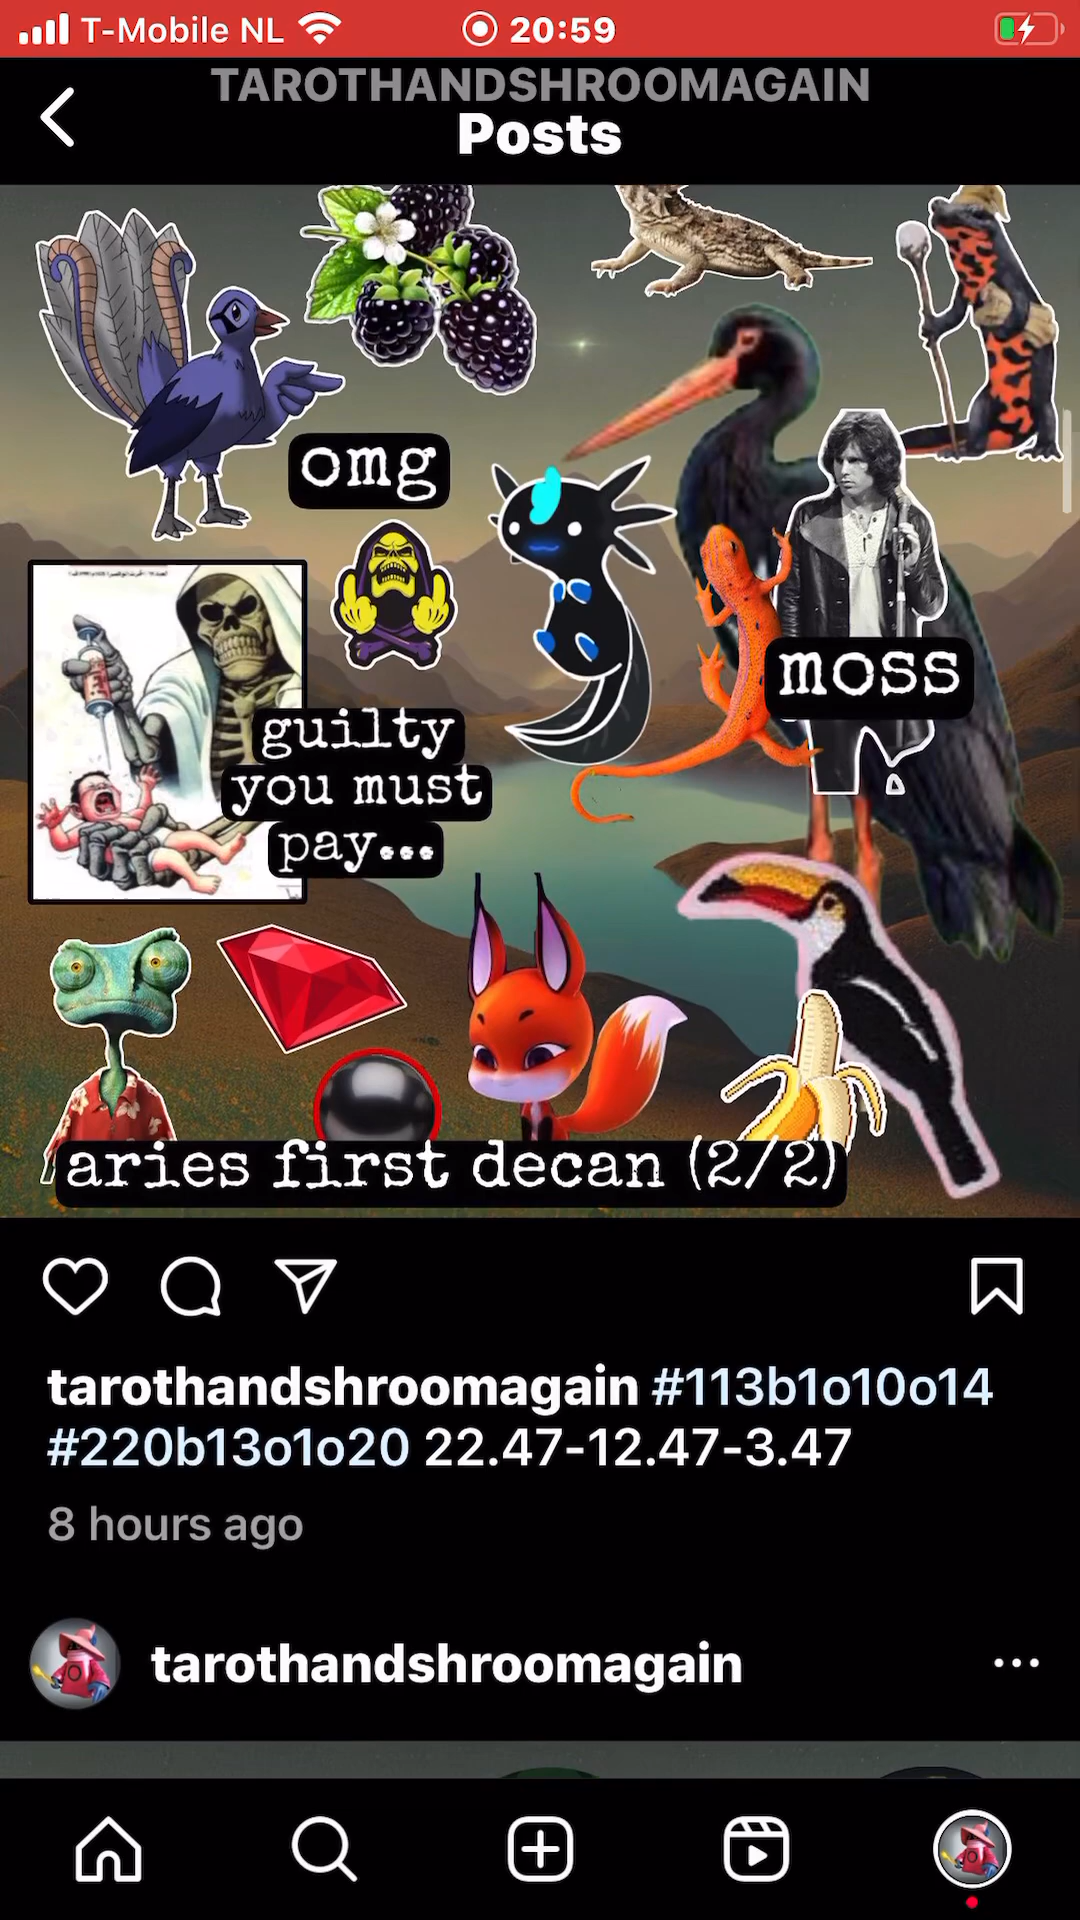 T-Mobile NL 20:59
TAROTHANDSHROOMAGAIN
Posts
omg
moss
guilty
you must
pay...
aries first decan (2/2)
tarothandshroomagain #113b1o10o14
#220b13o1o20 22.47-12.47-3.47
8 hours ago
tarothandshroomagain